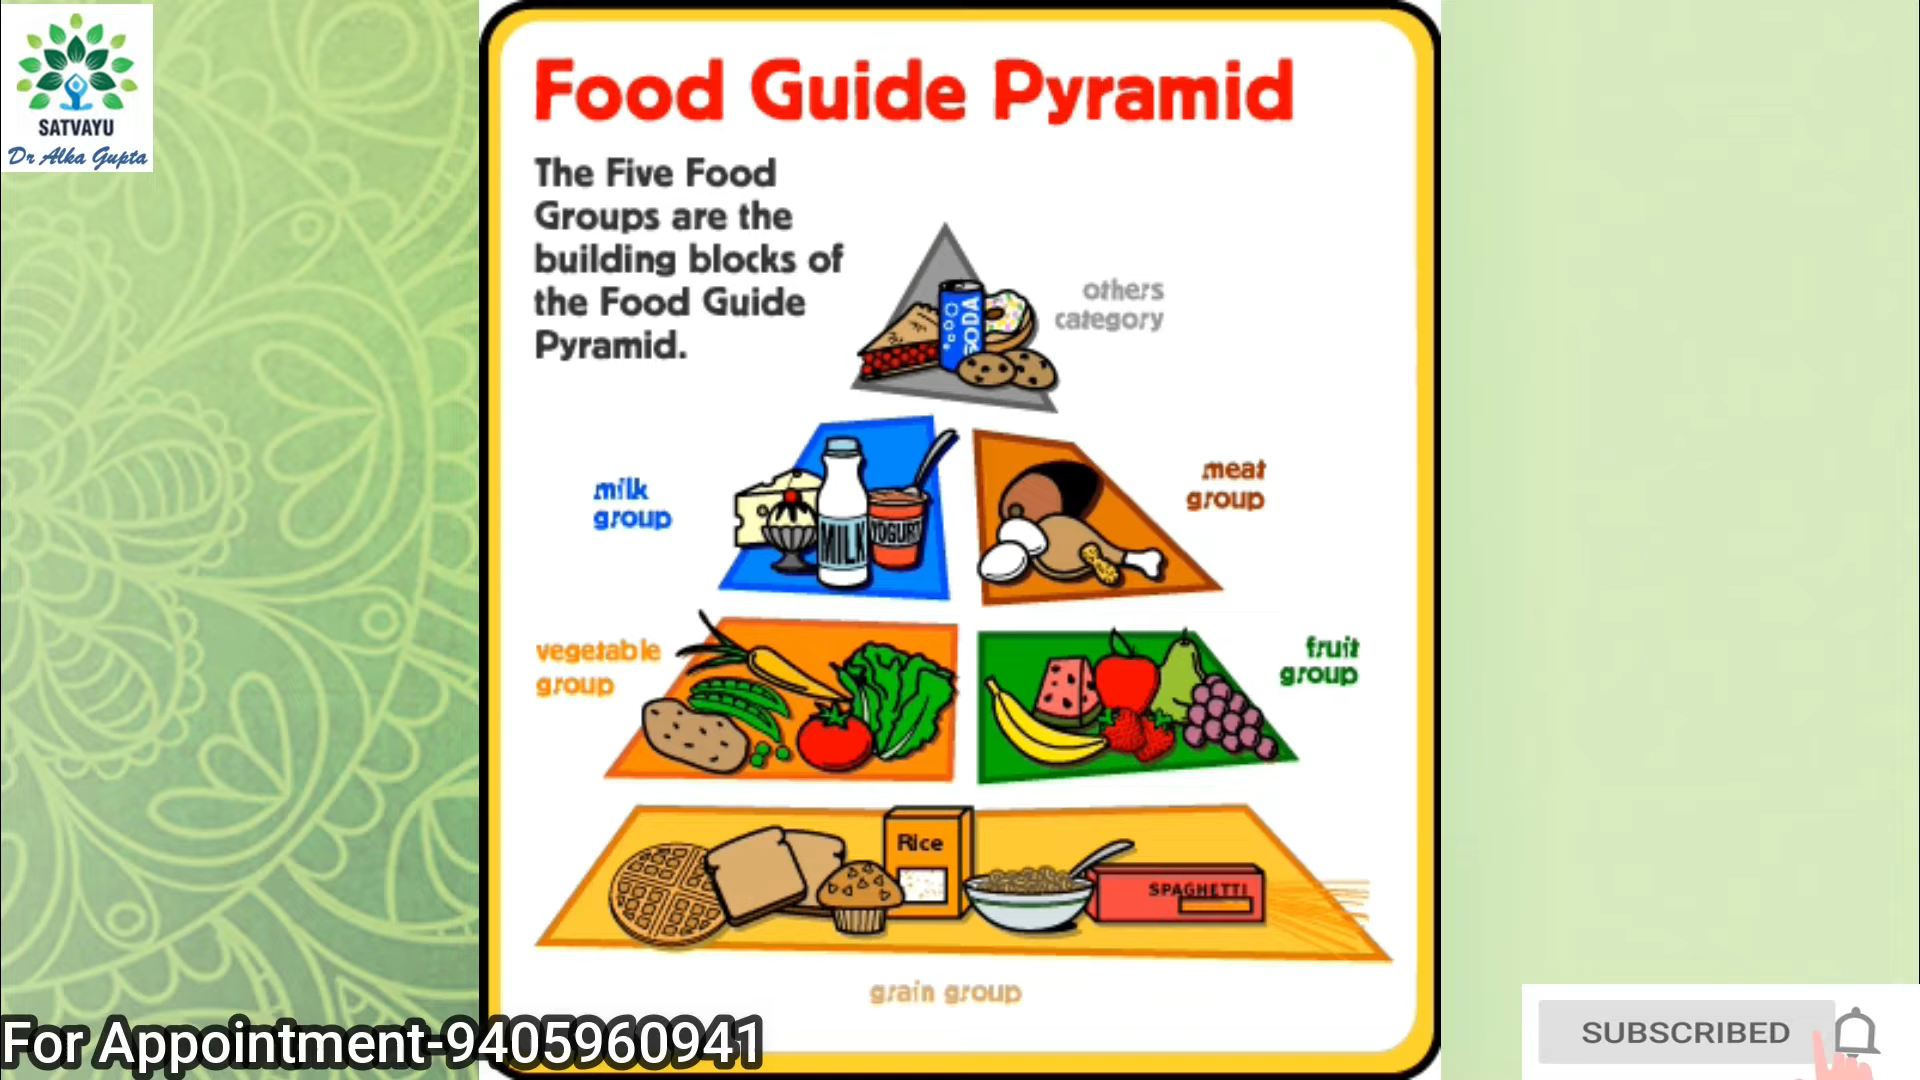 SATVAYU
Dr Alka Gupta
Food Guide Pyramid
The Five Food
Groups are the
building blocks of
the Food Guide
Pyramid.
SODA
others
category
milk
group
MILK
YOGURT
meat
group
vegetable
group
fruit
group
Rice
SPAGHETTI
grain group
For Appointment-9405960941
SUBSCRIBED